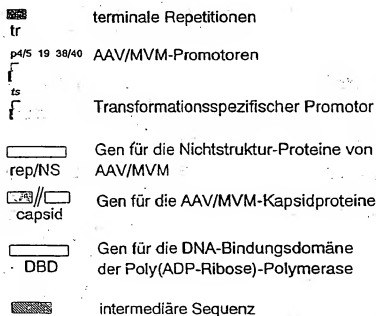 terminale Repetitionen
tr
p4/5 19 38/40 AAV/MVM-Promotoren
ts
Transformationsspezifischer Promotor
Gen für die Nichtstruktur-Proteine von
rep/NS AAV/MVM
Gen für die AAV/MVM-Kapsidproteine
capsid
Gen für die DNA-Bindungsdomäne
DBD der Poly(ADP-Ribose)-Polymerase
intermediäre Sequenz